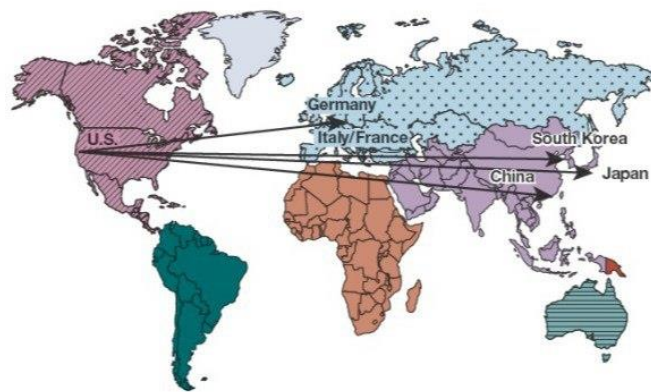 Germany
U.S.
Italy/France
South Korea
China
Japan